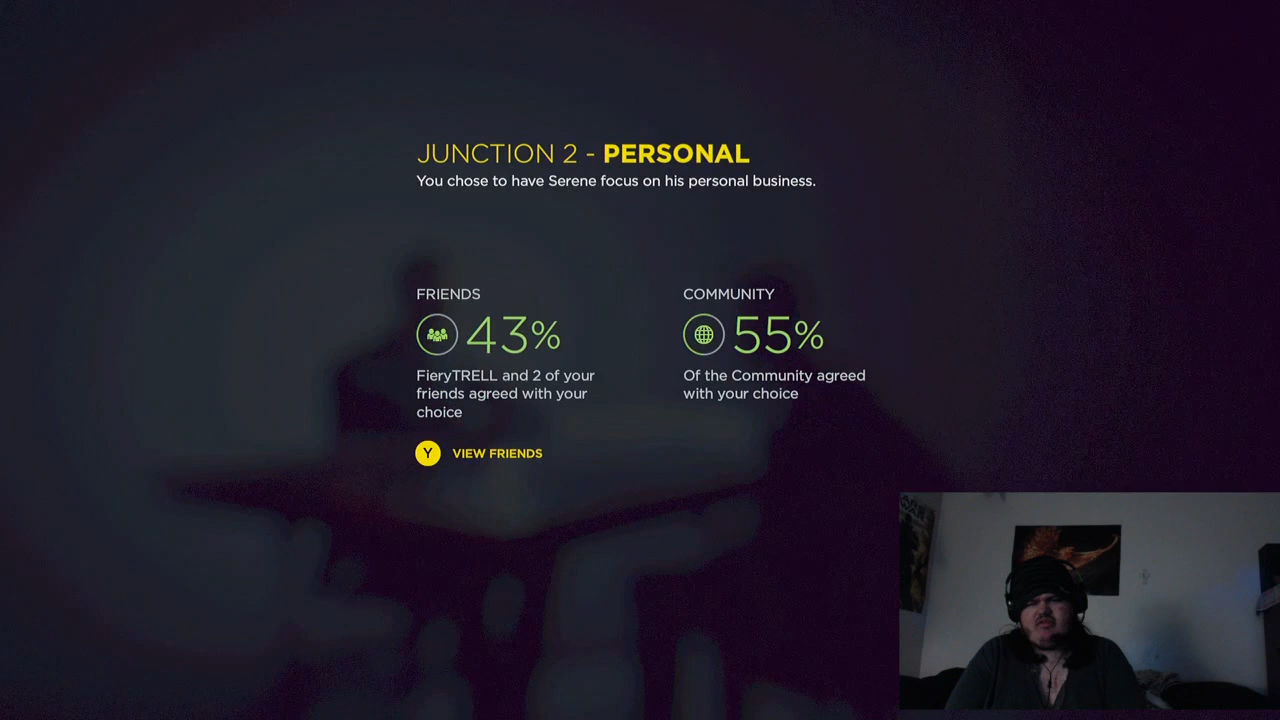 JUNCTION 2 - PERSONAL
You chose to have Serene focus on his personal business.
FRIENDS
43%
FieryTRELL and 2 of your
friends agreed with your
choice
Y VIEW FRIENDS
COMMUNITY
55%
Of the Community agreed
with your choice